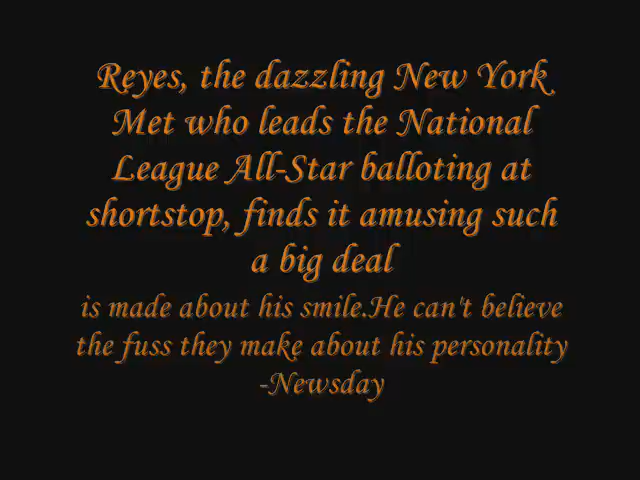 Reyes, the dazzling New York
Met who leads the National
League All-Star balloting at
shortstop, finds it amusing such
a big deal
is made about his smile.He can't believe
the fuss they make about his personality
-Newsday